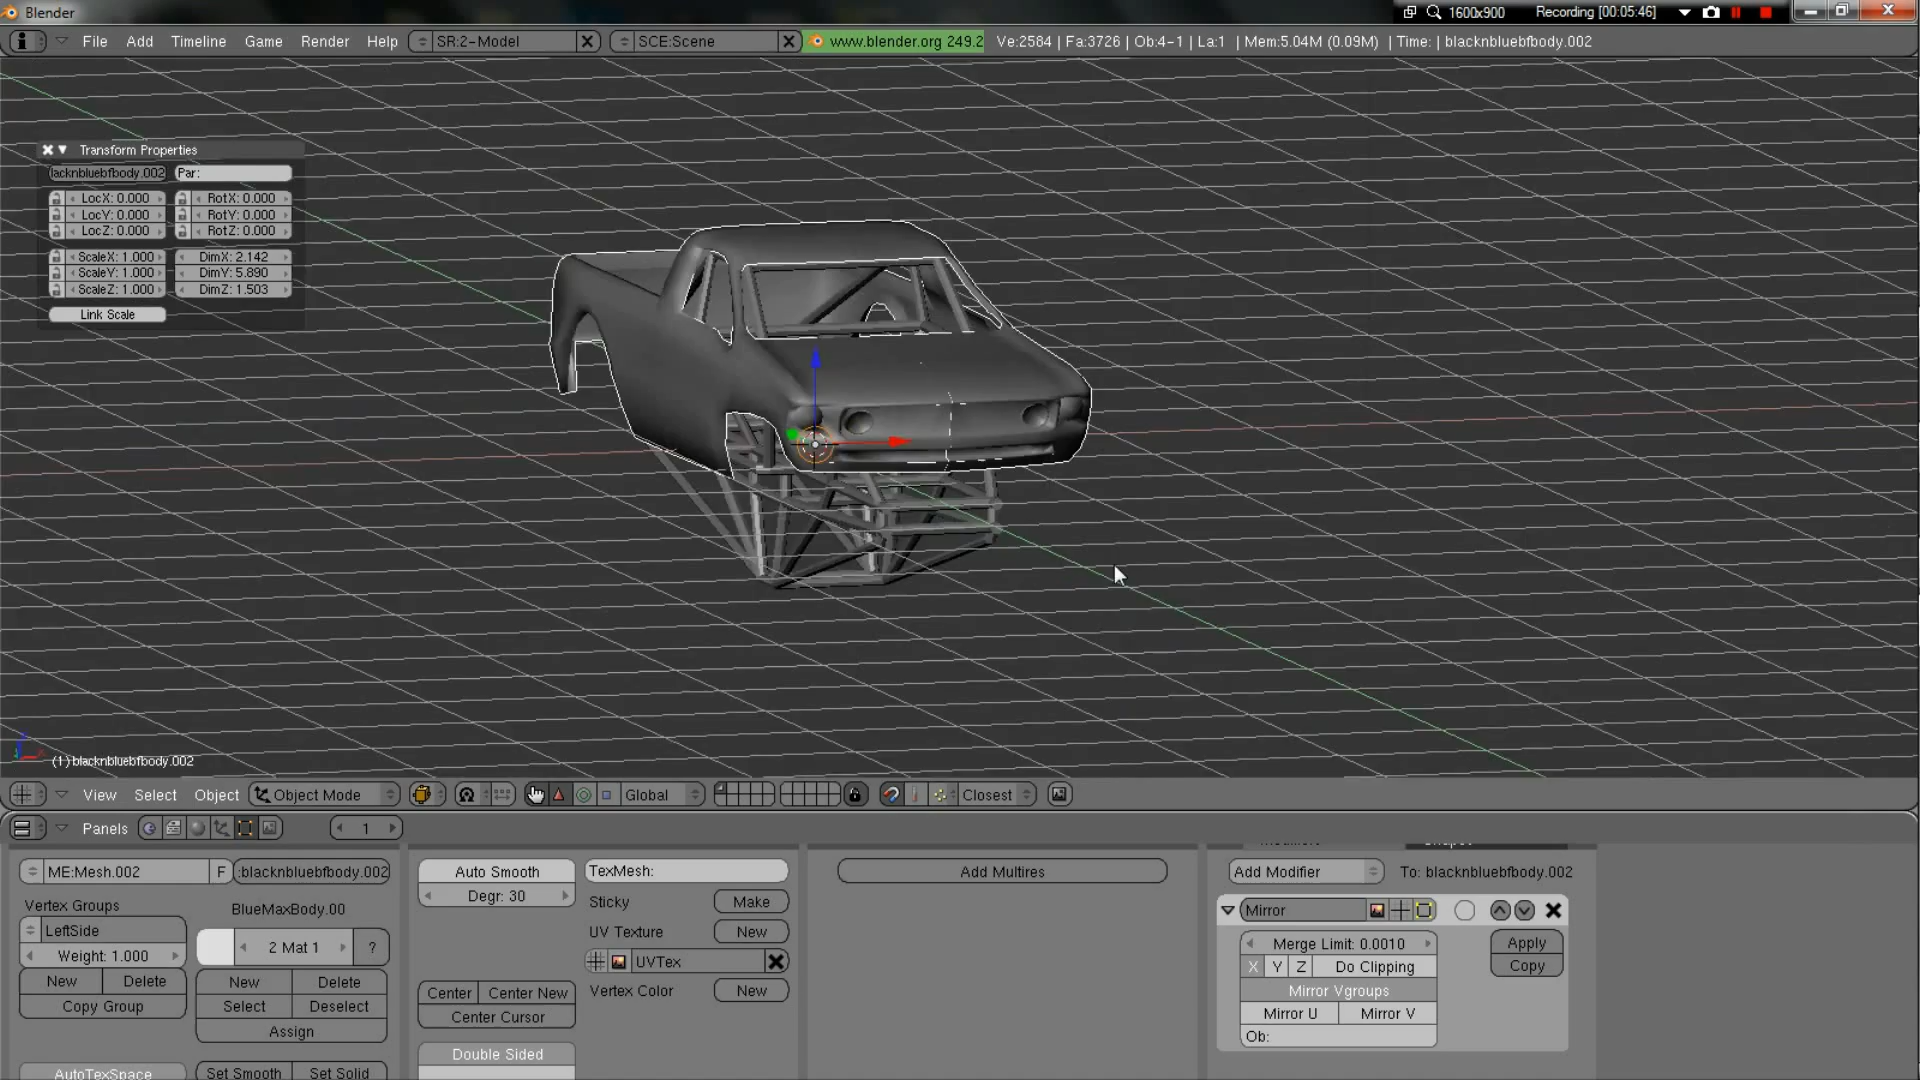 Blender
1600x900 Recording [00:05:46]
File Add Timeline Game Render Help SR:2-Model SCE:Scene www.blender.org 249.2 Ve:2584 | Fa:3726 | Ob:4-1 | La:1 | Mem:5.04M (0.09M) | Time: | blacknbluebfbody.002
Transform Properties
lacknbluebfbody.002 Par:
LocX: 0.000 RotX: 0.000
LocY: 0.000 RotY: 0.000
LocZ: 0.000 RotZ: 0.000
ScaleX: 1.000 DimX: 2.142
ScaleY: 1.000 DimY: 5.890
ScaleZ: 1.000 DimZ: 1.503
Link Scale
(1) blacknbluebfbody.002
View Select Object Object Mode Global Closest
Panels 1
ME:Mesh.002 F :blacknbluebfbody.002
Vertex Groups
LeftSide
Weight: 1.000
New Delete
Copy Group
AutoTexSpace
BlueMaxBody.00
2 Mat 1 ?
New Delete
Select Deselect
Assign
Set Smooth Set Solid
Auto Smooth
Degr: 30
Center Center New
Center Cursor
Double Sided
TexMesh:
Sticky Make
UV Texture New
UVTex
Vertex Color New
Add Multires
Add Modifier To: blacknbluebfbody.002
Mirror
Merge Limit: 0.0010
X Y Z Do Clipping
Mirror Vgroups
Mirror U Mirror V
Ob:
Apply
Copy